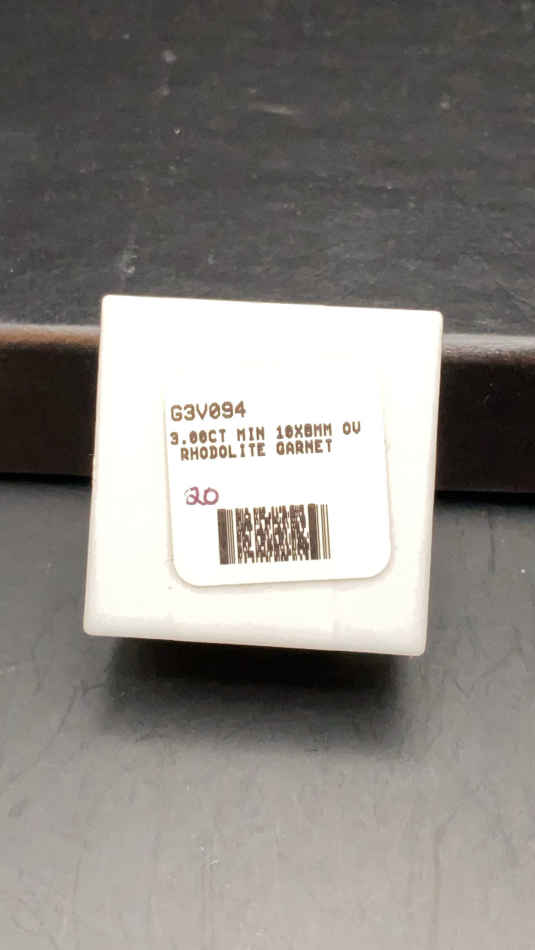 G3V094
3.00CT MIN 10X8MM OV
RHODOLITE GARNET
20